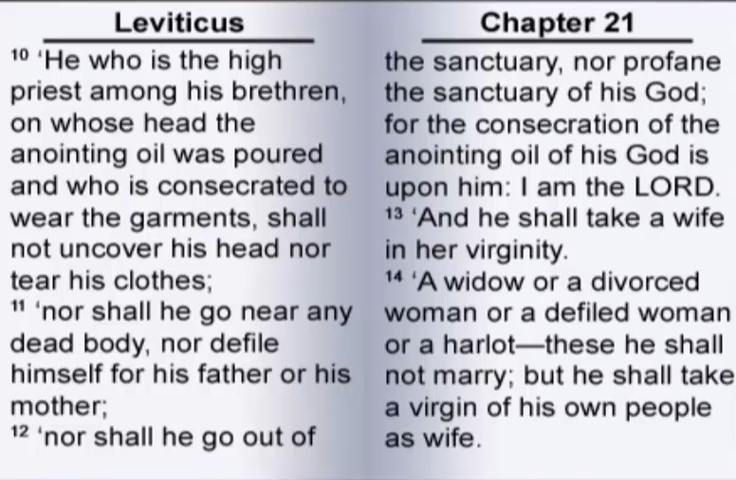 Leviticus
¹⁰ ‘He who is the high
priest among his brethren,
on whose head the
anointing oil was poured
and who is consecrated to
wear the garments, shall
not uncover his head nor
tear his clothes;
¹¹ ‘nor shall he go near any
dead body, nor defile
himself for his father or his
mother;
¹² ‘nor shall he go out of
Chapter 21
the sanctuary, nor profane
the sanctuary of his God;
for the consecration of the
anointing oil of his God is
upon him: I am the LORD.
¹³ ‘And he shall take a wife
in her virginity.
¹⁴ ‘A widow or a divorced
woman or a defiled woman
or a harlot—these he shall
not marry; but he shall take
a virgin of his own people
as wife.